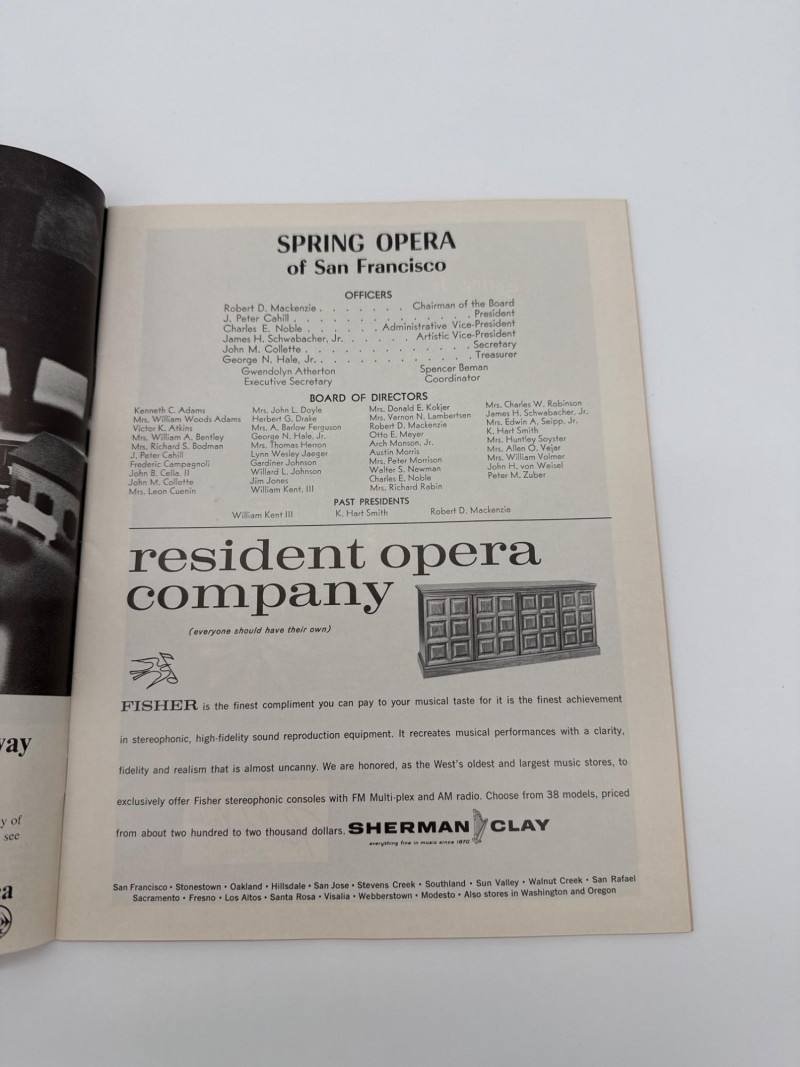 way
y of
see
a
SPRING OPERA
of San Francisco
OFFICERS
Robert D. Mackenzie . . . . . . . Chairman of the Board
J. Peter Cahill . . . . . . . . . . . . . . President
Charles E. Noble . . . . . . Administrative Vice-President
James H. Schwabacher, Jr. . . . . . Artistic Vice-President
John M. Collette . . . . . . . . . . . . . Secretary
George N. Hale, Jr. . . . . . . . . . . . . Treasurer
Gwendolyn Atherton Spencer Beman
Executive Secretary Coordinator
BOARD OF DIRECTORS
Kenneth C. Adams
Mrs. William Woods Adams
Victor K. Atkins
Mrs. William A. Bentley
Mrs. Richard S. Bodman
J. Peter Cahill
Frederic Campagnoli
John B. Cella, II
John M. Collette
Mrs. Leon Cuenin
Mrs. John L. Doyle
Herbert G. Drake
Mrs. A. Barlow Ferguson
George N. Hale, Jr.
Mrs. Thomas Herron
Lynn Wesley Jaeger
Gardiner Johnson
Willard L. Johnson
Jim Jones
William Kent, III
Mrs. Donald E. Kokjer
Mrs. Vernon N. Lambertsen
Robert D. Mackenzie
Otto E. Meyer
Arch Monson, Jr.
Austin Morris
Mrs. Peter Morrison
Walter S. Newman
Charles E. Noble
Mrs. Richard Rabin
Mrs. Charles W. Robinson
James H. Schwabacher, Jr.
Mrs. Edwin A. Seipp, Jr.
K. Hart Smith
Mrs. Huntley Soyster
Mrs. Allen O. Vejar
Mrs. William Volmer
John H. von Weisel
Peter M. Zuber
PAST PRESIDENTS
William Kent III K. Hart Smith Robert D. Mackenzie
resident opera
company
(everyone should have their own)
FISHER is the finest compliment you can pay to your musical taste for it is the finest achievement
in stereophonic, high-fidelity sound reproduction equipment. It recreates musical performances with a clarity,
fidelity and realism that is almost uncanny. We are honored, as the West's oldest and largest music stores, to
exclusively offer Fisher stereophonic consoles with FM Multi-plex and AM radio. Choose from 38 models, priced
from about two hundred to two thousand dollars. SHERMAN CLAY
everything fine in music since 1870
San Francisco • Stonestown • Oakland • Hillsdale • San Jose • Stevens Creek • Southland • Sun Valley • Walnut Creek • San Rafael
Sacramento • Fresno • Los Altos • Santa Rosa • Visalia • Webberstown • Modesto • Also stores in Washington and Oregon